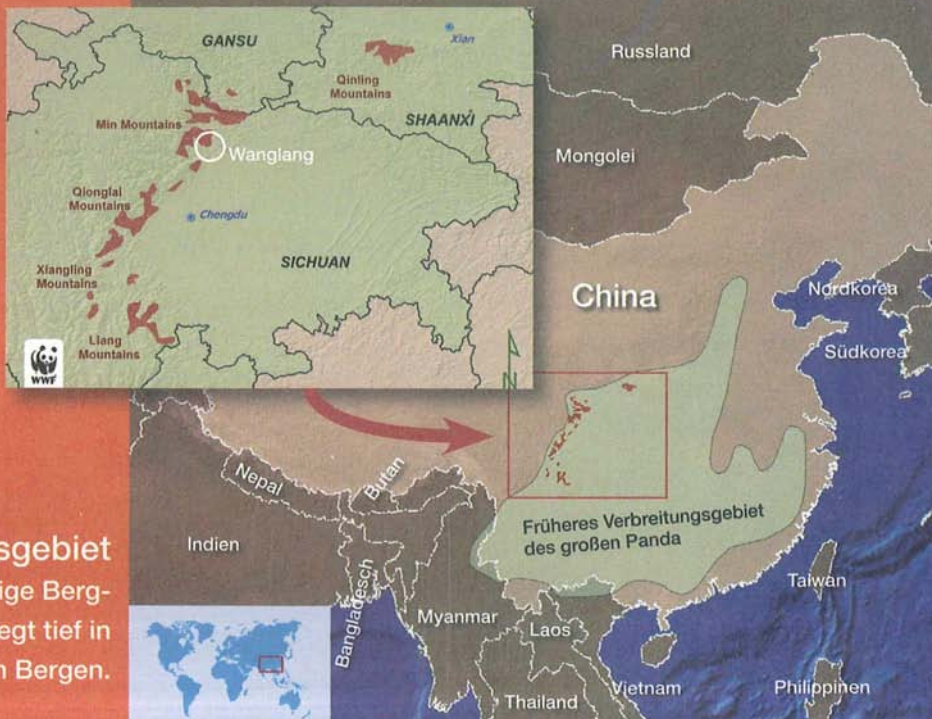 GANSU
Xian
Qinling
Mountains
SHAANXI
Min Mountains
Wanglang
Qionglai
Mountains
Chengdu
SICHUAN
Xiangling
Mountains
Liang
Mountains
WWF
N
Russland
Mongolei
China
Nordkorea
Südkorea
Nepal
Butan
Indien
Bangladesch
Früheres Verbreitungsgebiet
des großen Panda
Myanmar
Laos
Taiwan
Thailand
Vietnam
Philippinen
sgebiet
ige Berg-
egt tief in
n Bergen.